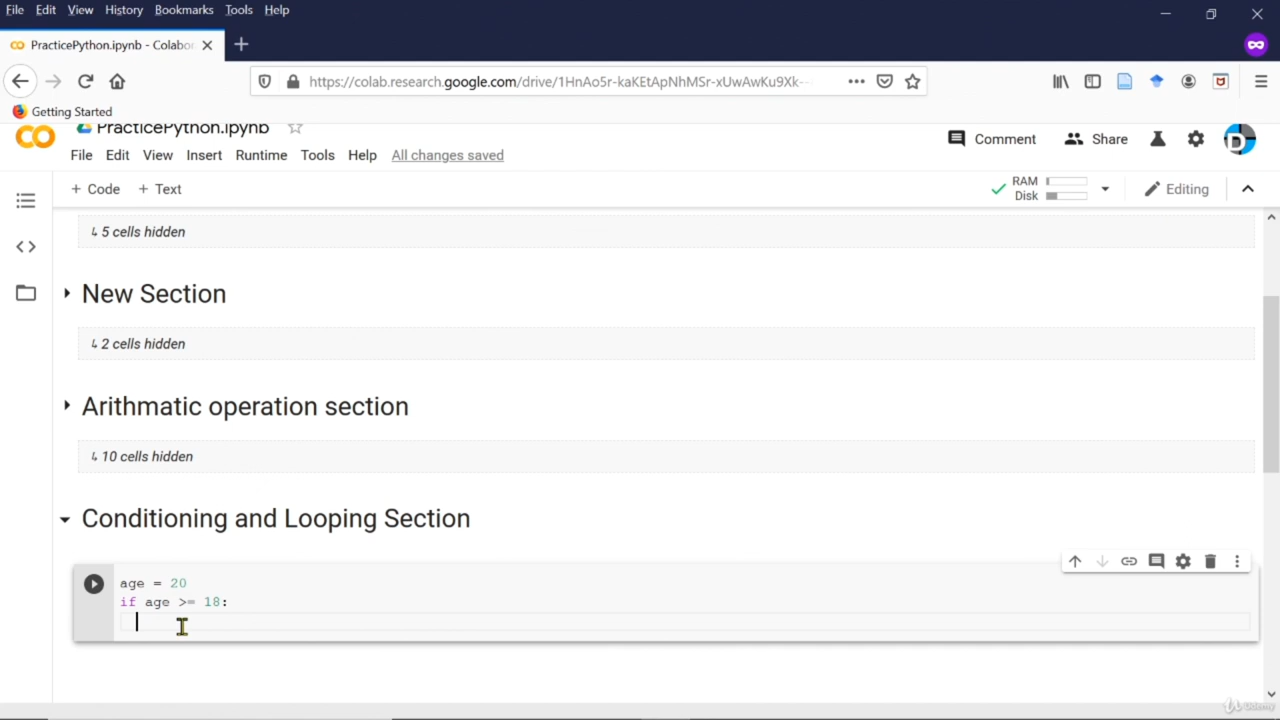 File Edit View History Bookmarks Tools Help
PracticePython.ipynb - Colabor
https://colab.research.google.com/drive/1HnAo5r-kaKEtApNhMSr-xUwAwKu9Xk-
Getting Started
PracticePython.ipynb
File Edit View Insert Runtime Tools Help All changes saved
Comment Share
D
+ Code + Text
RAM
Disk
Editing
5 cells hidden
New Section
2 cells hidden
Arithmatic operation section
10 cells hidden
Conditioning and Looping Section
age = 20
if age >= 18:
Udemy